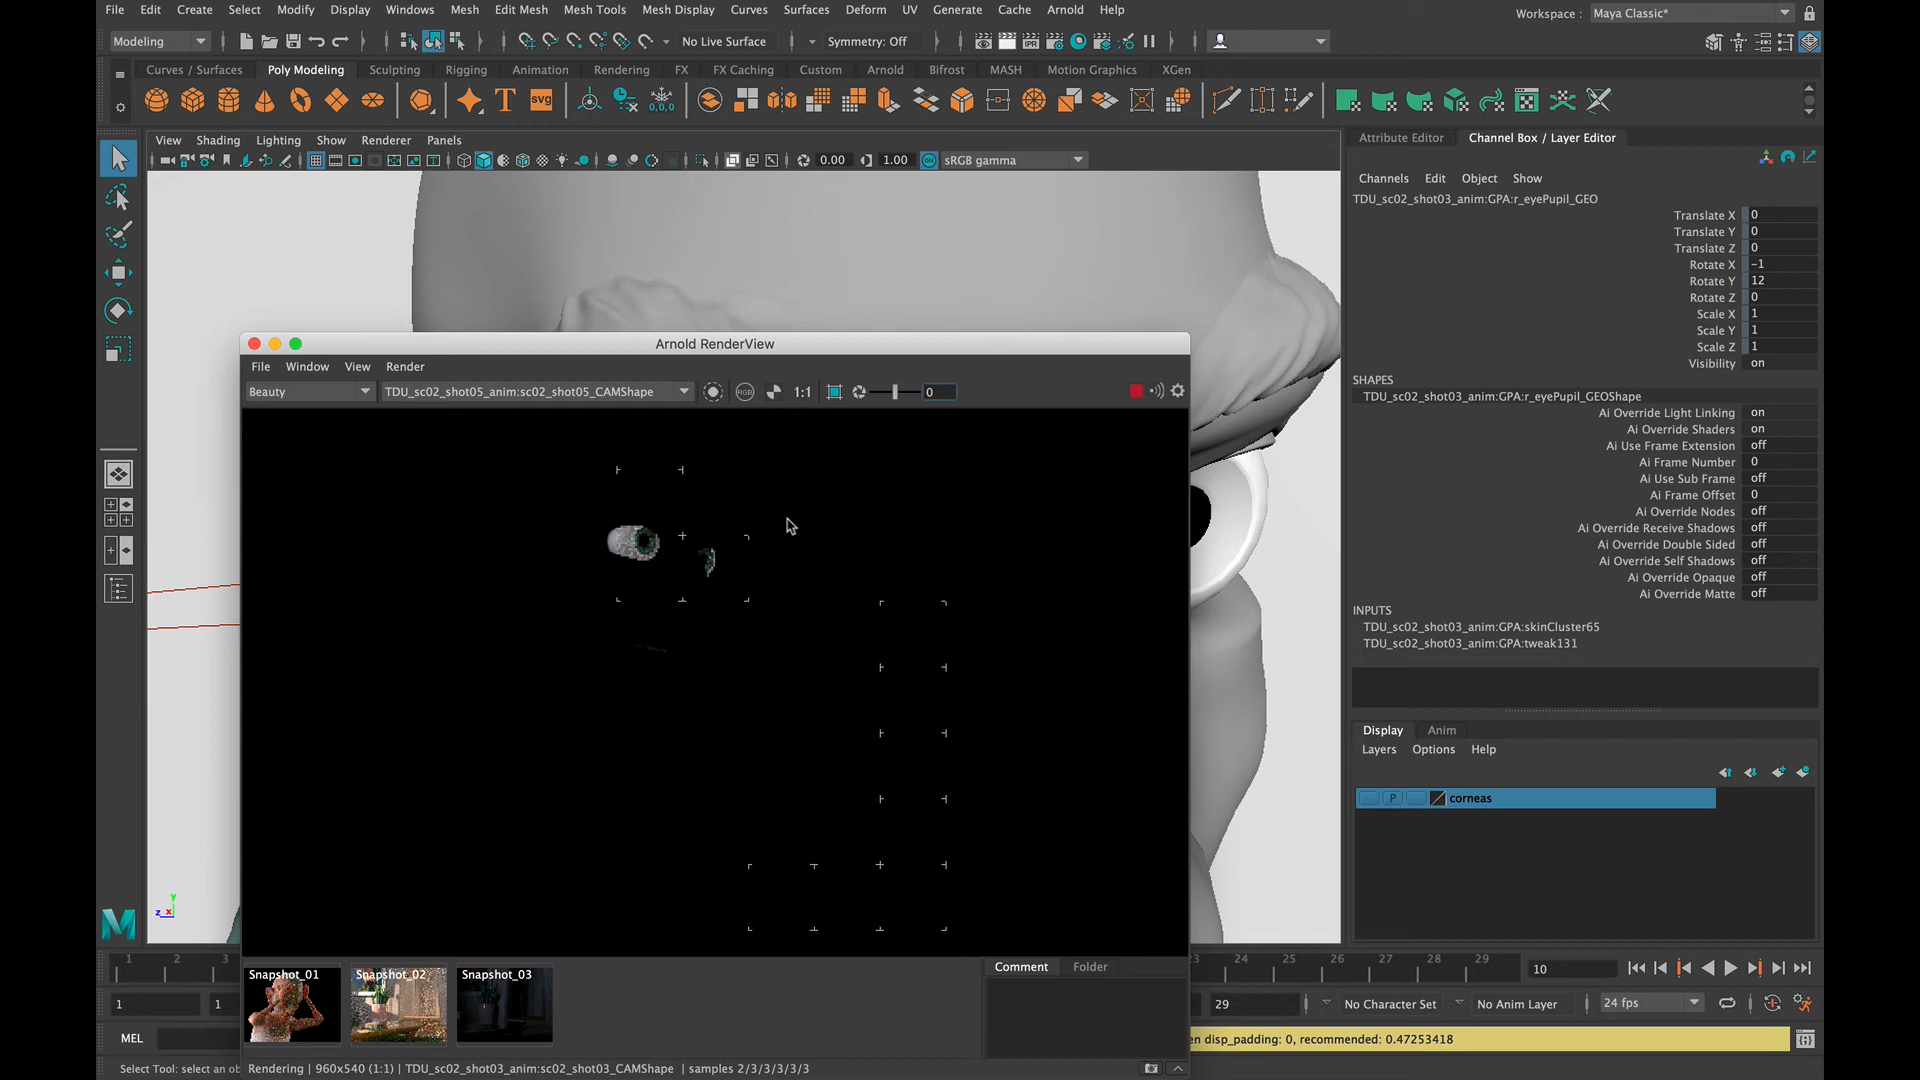 File Edit Create Select Modify Display Windows Mesh Edit Mesh Mesh Tools Mesh Display Curves Surfaces Deform UV Generate Cache Arnold Help
Workspace : Maya Classic*
Modeling No Live Surface Symmetry: Off
Curves / Surfaces Poly Modeling Sculpting Rigging Animation Rendering FX FX Caching Custom Arnold Bifrost MASH Motion Graphics XGen
T svg 0,0,0
View Shading Lighting Show Renderer Panels
0.00 1.00 ON sRGB gamma
Attribute Editor Channel Box / Layer Editor
Channels Edit Object Show
TDU_sc02_shot03_anim:GPA:r_eyePupil_GEO
Translate X 0
Translate Y 0
Translate Z 0
Rotate X -1
Rotate Y 12
Rotate Z 0
Scale X 1
Scale Y 1
Scale Z 1
Visibility on
SHAPES
TDU_sc02_shot03_anim:GPA:r_eyePupil_GEOShape
Ai Override Light Linking on
Ai Override Shaders on
Ai Use Frame Extension off
Ai Frame Number 0
Ai Use Sub Frame off
Ai Frame Offset 0
Ai Override Nodes off
Ai Override Receive Shadows off
Ai Override Double Sided off
Ai Override Self Shadows off
Ai Override Opaque off
Ai Override Matte off
INPUTS
TDU_sc02_shot03_anim:GPA:skinCluster65
TDU_sc02_shot03_anim:GPA:tweak131
Display Anim
Layers Options Help
P corneas
Arnold RenderView
File Window View Render
Beauty TDU_sc02_shot05_anim:sc02_shot05_CAMShape RGB 1:1 0
y
z x
M
1 2 3
23 24 25 26 27 28 29 10
Snapshot_01 Snapshot_02 Snapshot_03
Comment Folder
1 1
29 No Character Set No Anim Layer 24 fps
MEL
en disp_padding: 0, recommended: 0.47253418
Select Tool: select an ob
Rendering | 960x540 (1:1) | TDU_sc02_shot03_anim:sc02_shot03_CAMShape | samples 2/3/3/3/3/3